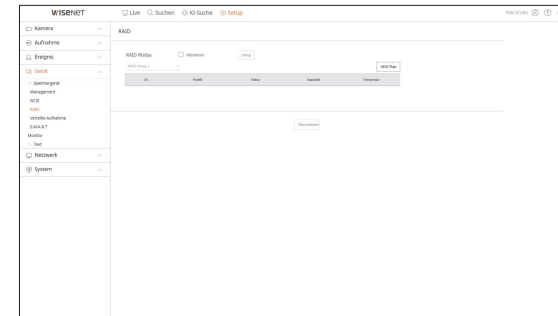 WISENET
Live Suchen KI-Suche Setup
Kamera
RAID
Aufnahme
RAID Modus Aktivieren
Ereignis
HDD-Plan
Gerät
Nr. Modell Status Kapazität Temperatur
Speichergerät
Management
iSCSI
RAID
Verteilte Aufnahme
S.M.A.R.T
Monitor
Text
Übernehmen
Netzwerk
System